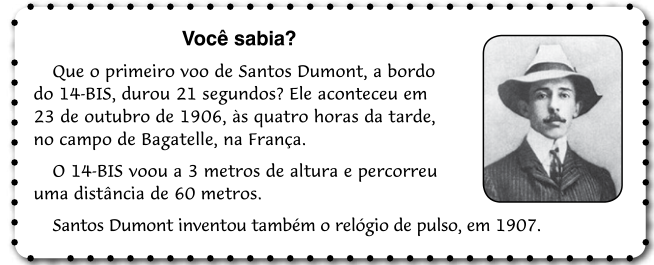 Você sabia?
Que o primeiro voo de Santos Dumont, a bordo
do 14-BIS, durou 21 segundos? Ele aconteceu em
23 de outubro de 1906, às quatro horas da tarde,
no campo de Bagatelle, na França.
O 14-BIS voou a 3 metros de altura e percorreu
uma distância de 60 metros.
Santos Dumont inventou também o relógio de pulso, em 1907.